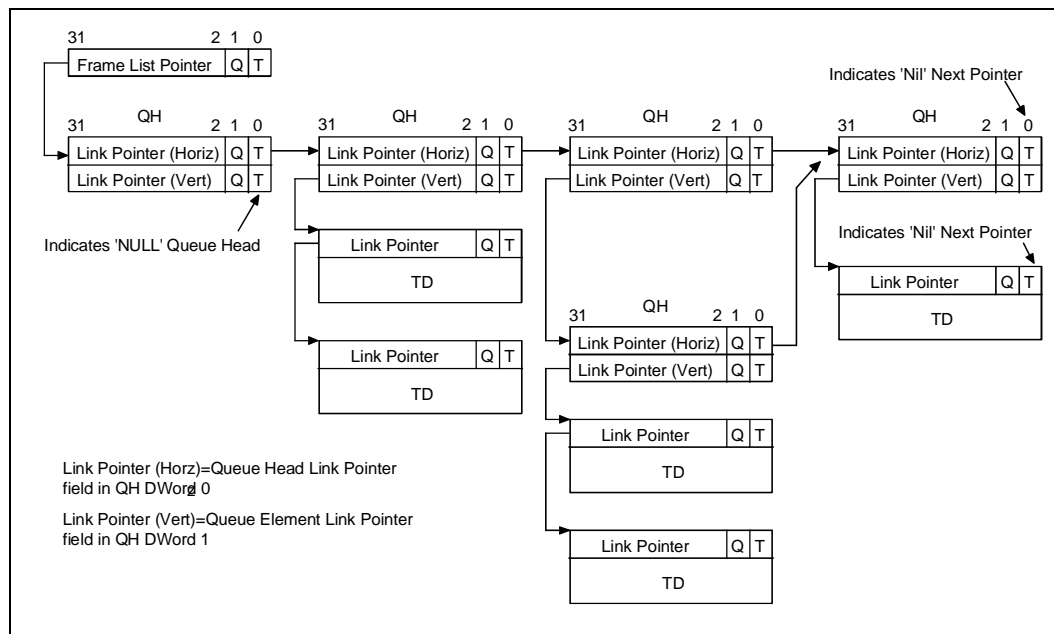 31 2 1 0
Frame List Pointer Q T
Indicates 'Nil' Next Pointer
QH QH QH QH
31 2 1 0 31 2 1 0 31 2 1 0 31 2 1 0
Link Pointer (Horiz) Q T Link Pointer (Horiz) Q T Link Pointer (Horiz) Q T Link Pointer (Horiz) Q T
Link Pointer (Vert) Q T Link Pointer (Vert) Q T Link Pointer (Vert) Q T Link Pointer (Vert) Q T
Indicates 'NULL' Queue Head
Indicates 'Nil' Next Pointer
Link Pointer Q T
TD
Link Pointer Q T
TD
QH
31 2 1 0
Link Pointer (Horiz) Q T
Link Pointer (Vert) Q T
Link Pointer Q T
TD
Link Pointer Q T
TD
Link Pointer Q T
TD
Link Pointer (Horz)=Queue Head Link Pointer
field in QH DWord 0
2
Link Pointer (Vert)=Queue Element Link Pointer
field in QH DWord 1